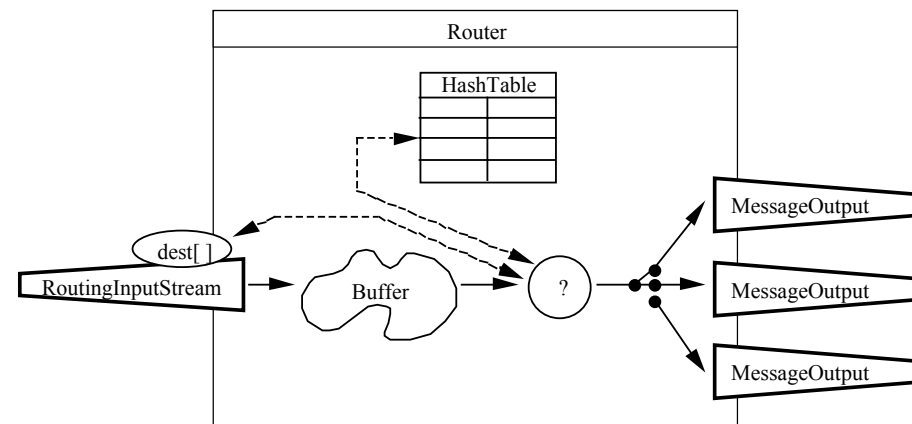 Router
HashTable
dest[ ]
RoutingInputStream
Buffer
?
MessageOutput
MessageOutput
MessageOutput